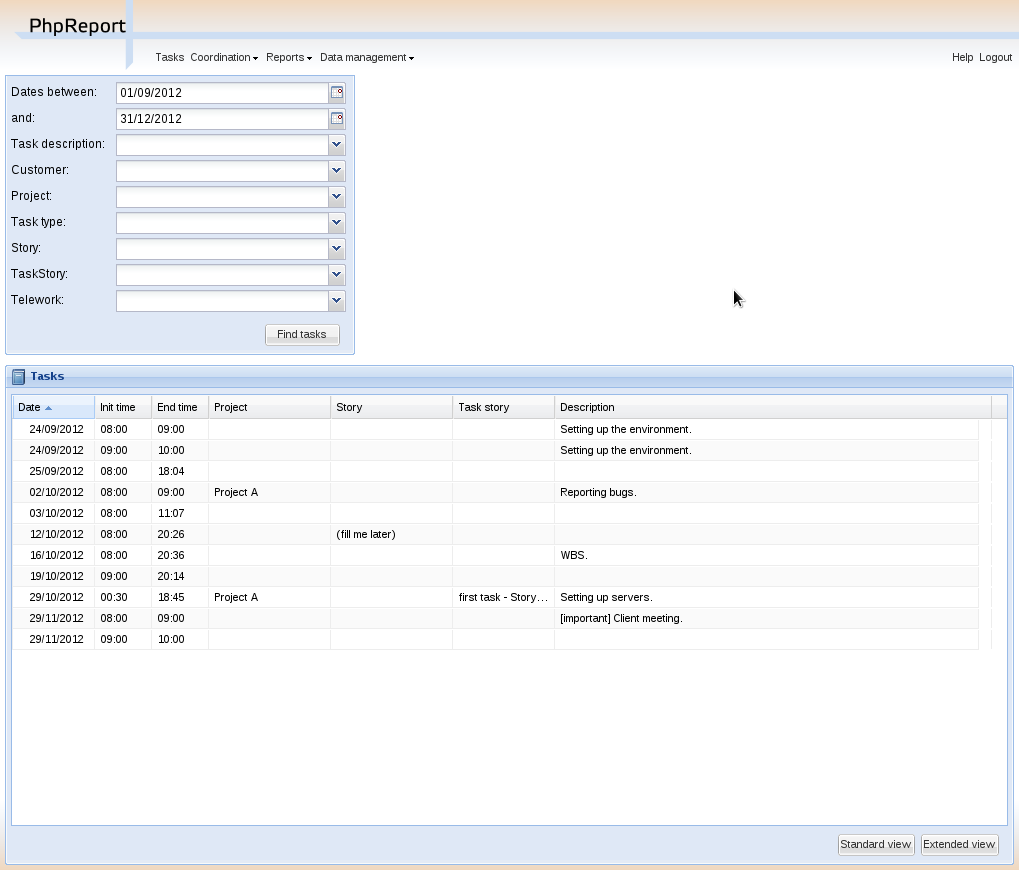 PhpReport
Tasks Coordination Reports Data management Help Logout
Dates between: 01/09/2012
and: 31/12/2012
Task description:
Customer:
Project:
Task type:
Story:
TaskStory:
Telework:
Find tasks
Tasks
Date Init time End time Project Story Task story Description
24/09/2012 08:00 09:00 Setting up the environment.
24/09/2012 09:00 10:00 Setting up the environment.
25/09/2012 08:00 18:04
02/10/2012 08:00 09:00 Project A Reporting bugs.
03/10/2012 08:00 11:07
12/10/2012 08:00 20:26 (fill me later)
16/10/2012 08:00 20:36 WBS.
19/10/2012 09:00 20:14
29/10/2012 00:30 18:45 Project A first task - Story... Setting up servers.
29/11/2012 08:00 09:00 [important] Client meeting.
29/11/2012 09:00 10:00
Standard view Extended view